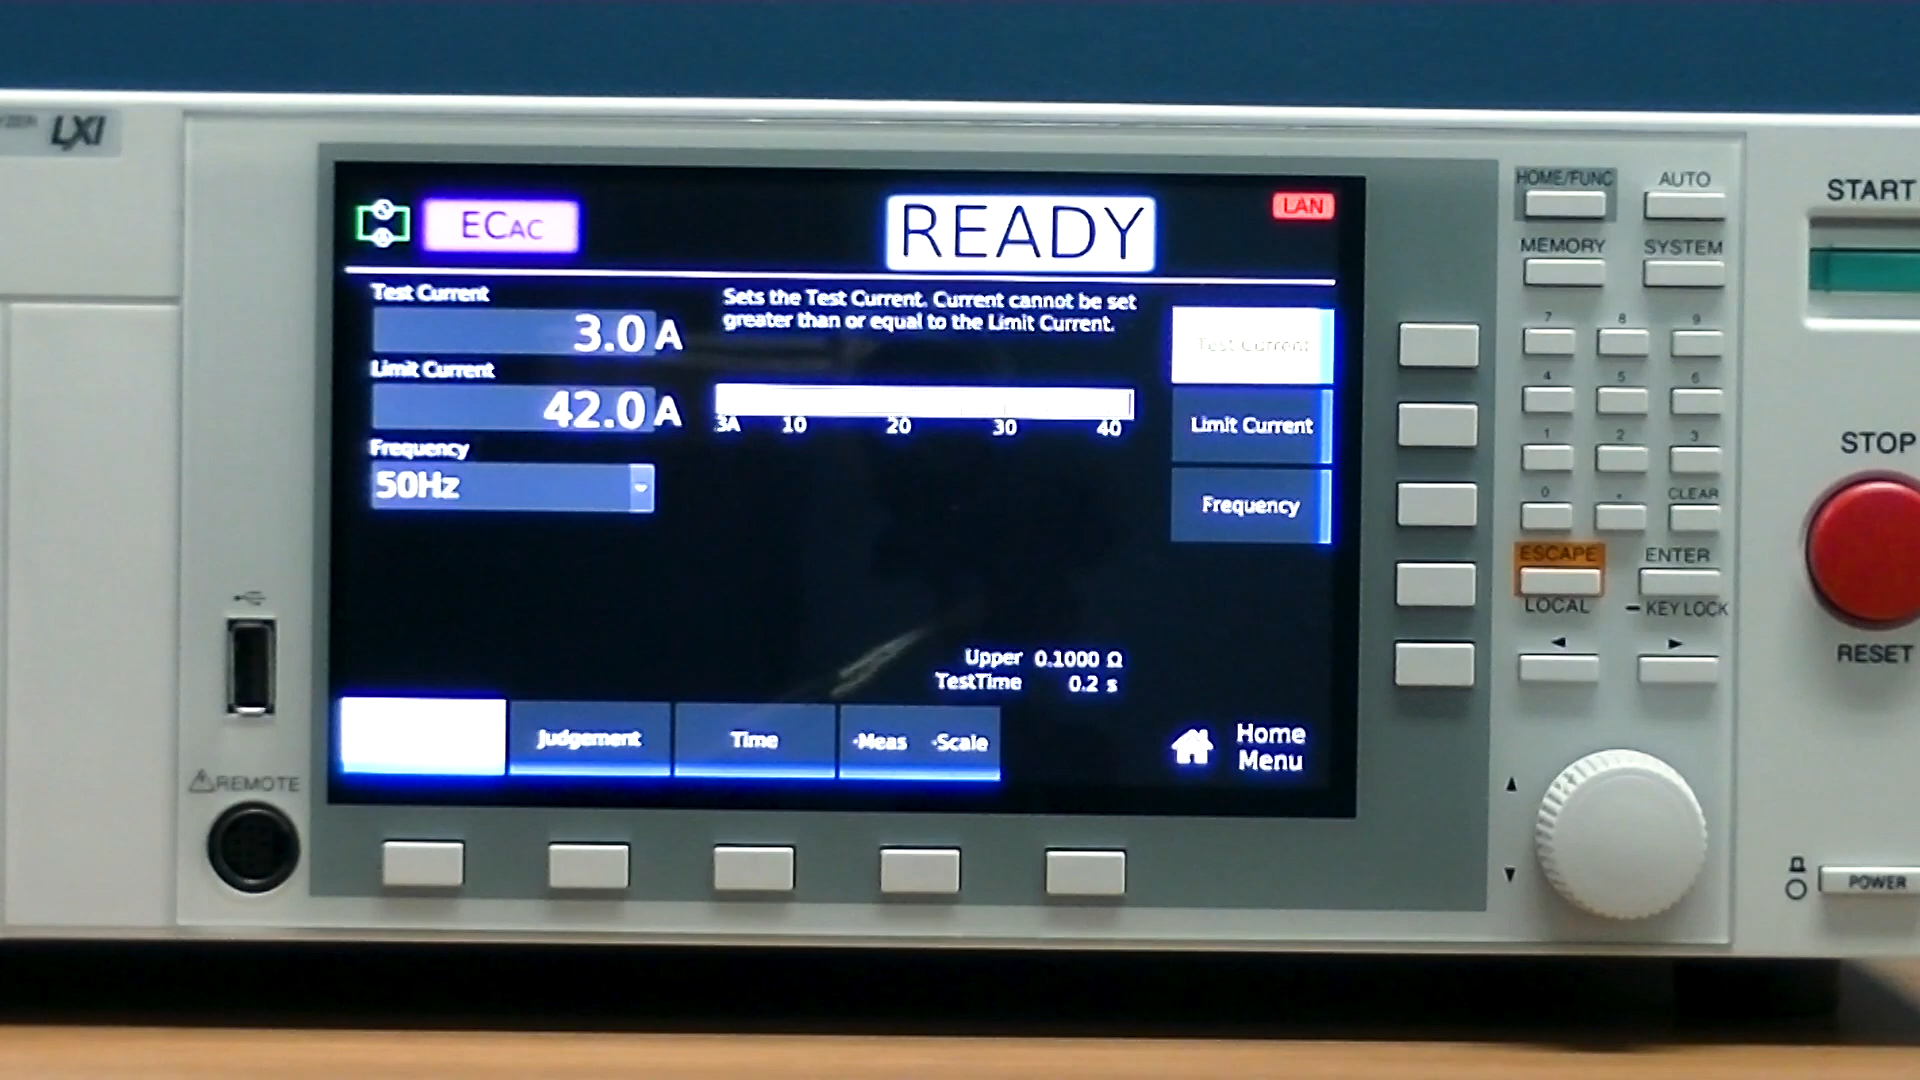 LXI
ECAC
READY
LAN
Test Current
3.0 A
Limit Current
42.0 A
Frequency
50Hz
Sets the Test Current. Current cannot be set
greater than or equal to the Limit Current.
3A 10 20 30 40
Test Current
Limit Current
Frequency
Upper 0.1000 Ω
TestTime 0.2 s
Judgement
Time
·Meas ·Scale
Home
Menu
REMOTE
HOME/FUNC
AUTO
MEMORY
SYSTEM
7 8 9
4 5 6
1 2 3
0 . CLEAR
ESCAPE
ENTER
LOCAL
KEY LOCK
START
STOP
RESET
POWER